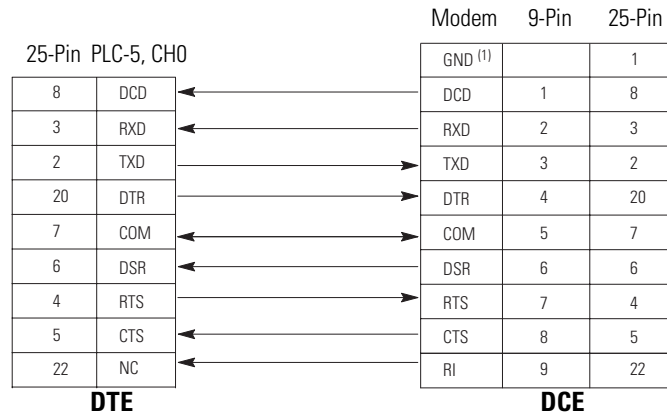 Modem 9-Pin 25-Pin
25-Pin PLC-5, CH0
GND (1) 1
8 DCD DCD 1 8
3 RXD RXD 2 3
2 TXD TXD 3 2
20 DTR DTR 4 20
7 COM COM 5 7
6 DSR DSR 6 6
4 RTS RTS 7 4
5 CTS CTS 8 5
22 NC RI 9 22
DTE DCE